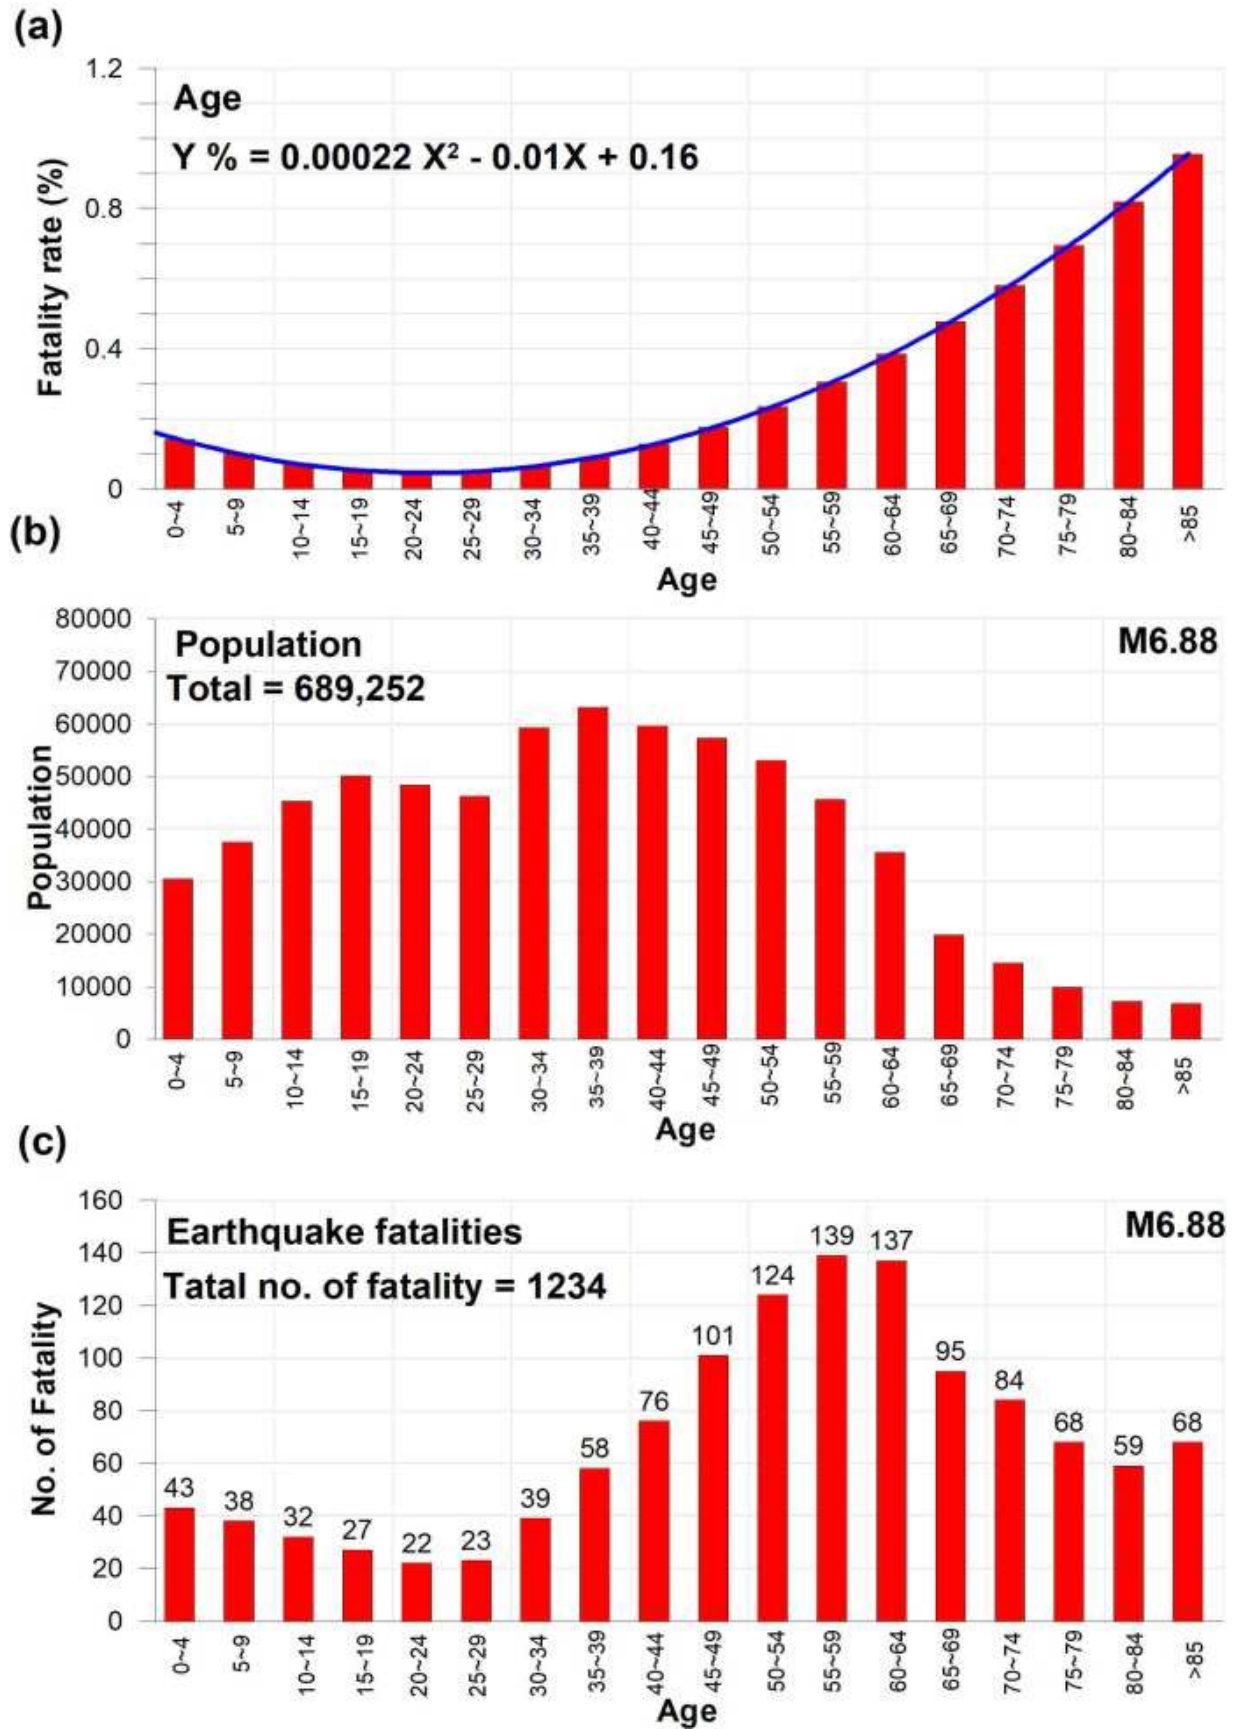 (a)
1.2
0.8
0.4
0
Fatality rate (%)
Age
Y % = 0.00022 X² - 0.01X + 0.16
0~4 5~9 10~14 15~19 20~24 25~29 30~34 35~39 40~44 45~49 50~54 55~59 60~64 65~69 70~74 75~79 80~84 >85
Age
(b)
80000
70000
60000
50000
40000
30000
20000
10000
0
Population
Population
Total = 689,252
M6.88
0~4 5~9 10~14 15~19 20~24 25~29 30~34 35~39 40~44 45~49 50~54 55~59 60~64 65~69 70~74 75~79 80~84 >85
Age
(c)
160
140
120
100
80
60
40
20
0
No. of Fatality
Earthquake fatalities
Tatal no. of fatality = 1234
M6.88
43 38 32 27 22 23 39 58 76 101 124 139 137 95 84 68 59 68
0~4 5~9 10~14 15~19 20~24 25~29 30~34 35~39 40~44 45~49 50~54 55~59 60~64 65~69 70~74 75~79 80~84 >85
Age